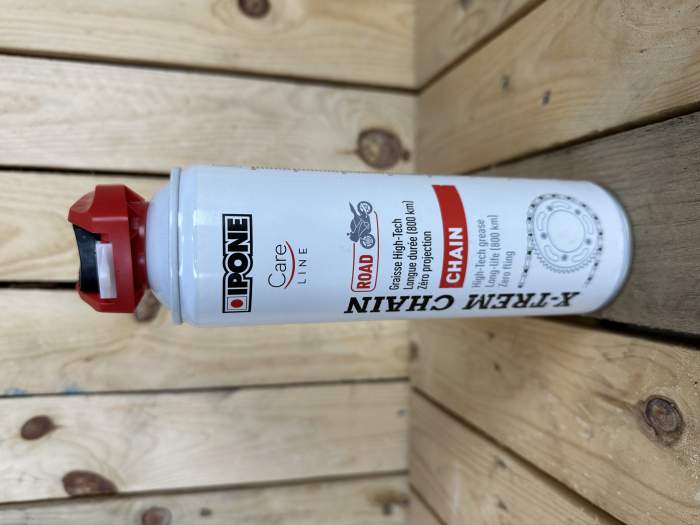 IPONE
Care
LINE
ROAD
Graisse High-Tech
Longue durée (800 km)
Zéro projection
CHAIN
High-Tech grease
Long-Life (800 km)
Zero fling
X-TREM CHAIN